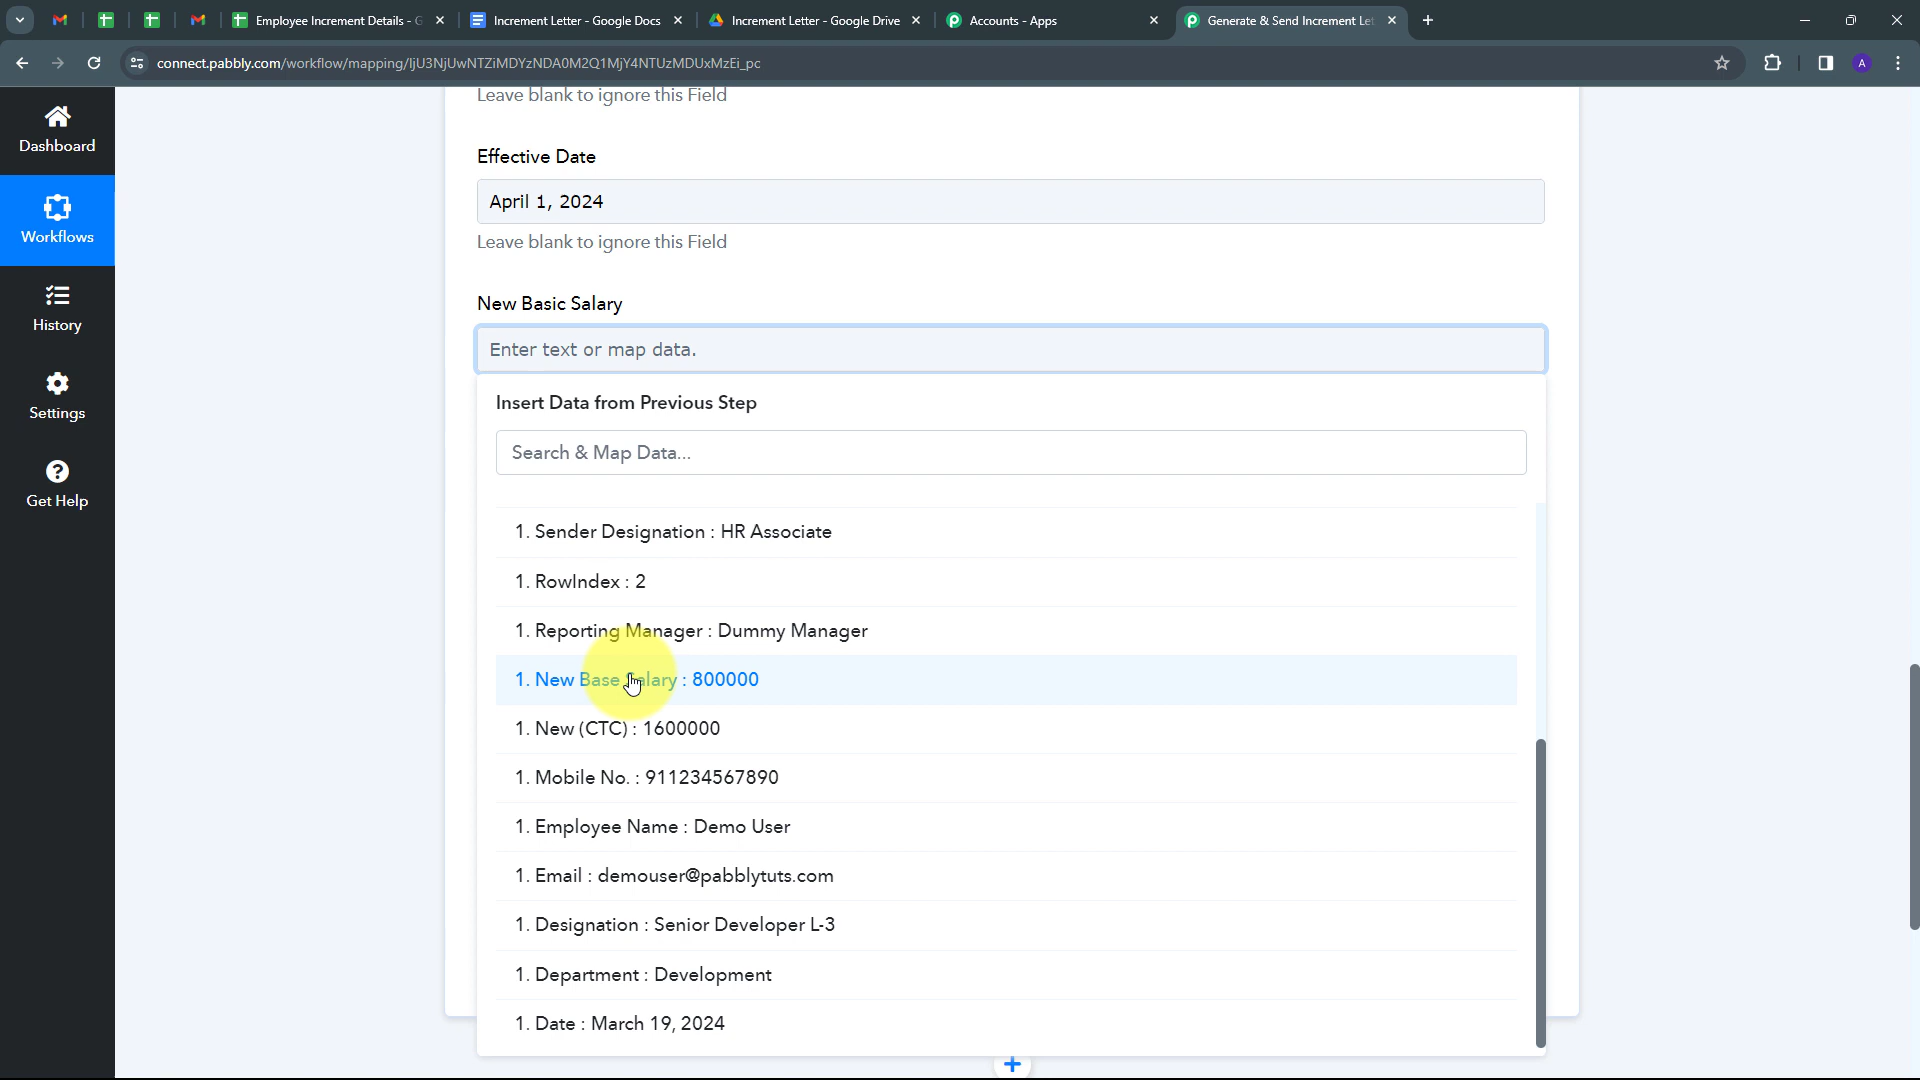 Employee Increment Details - G
Increment Letter - Google Docs
Increment Letter - Google Drive
Accounts - Apps
Generate & Send Increment Let
connect.pabbly.com/workflow/mapping/IjU3NjUwNTZiMDYzNDA0M2Q1MjY4NTUzMDUxMzEi_pc
A
Dashboard
Workflows
History
Settings
Get Help
Leave blank to ignore this Field
Effective Date
April 1, 2024
Leave blank to ignore this Field
New Basic Salary
Enter text or map data.
Insert Data from Previous Step
Search & Map Data...
1. Sender Designation : HR Associate
1. RowIndex : 2
1. Reporting Manager : Dummy Manager
1. New Base Salary : 800000
1. New (CTC) : 1600000
1. Mobile No. : 911234567890
1. Employee Name : Demo User
1. Email : demouser@pabblytuts.com
1. Designation : Senior Developer L-3
1. Department : Development
1. Date : March 19, 2024